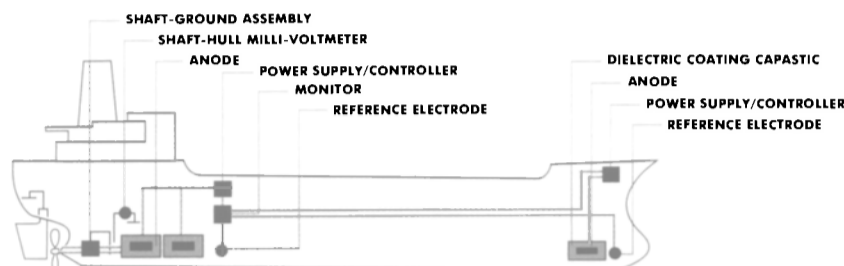 SHAFT-GROUND ASSEMBLY
SHAFT-HULL MILLI-VOLTMETER
ANODE
POWER SUPPLY/CONTROLLER
MONITOR
REFERENCE ELECTRODE
DIELECTRIC COATING CAPASTIC
ANODE
POWER SUPPLY/CONTROLLER
REFERENCE ELECTRODE